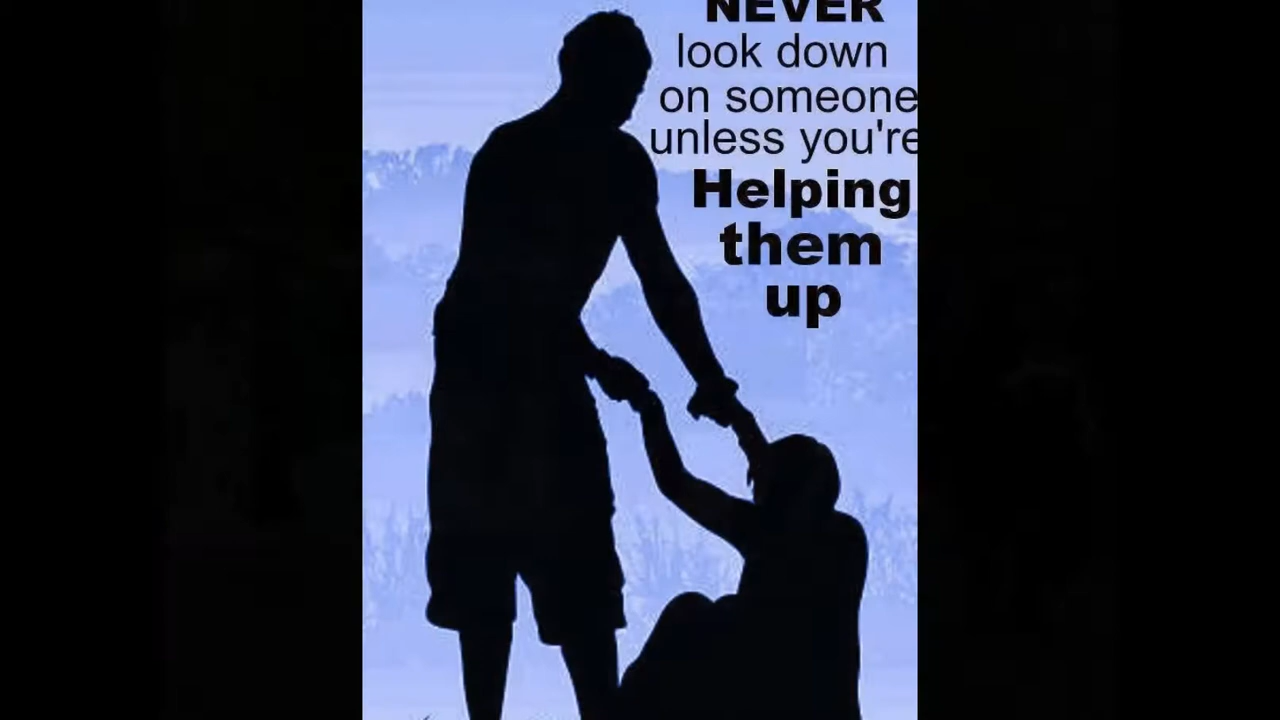 NEVER
look down
on someone
unless you're
Helping
them
up